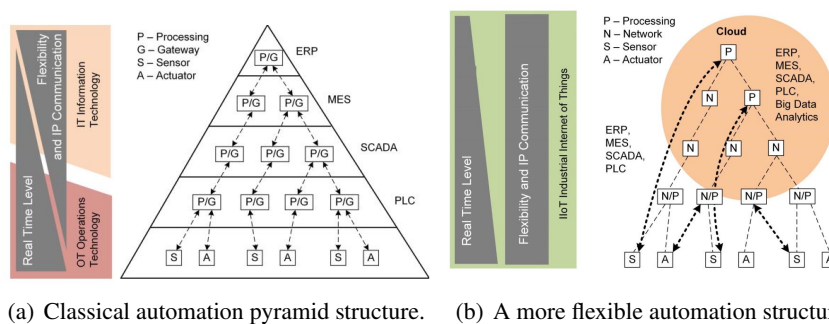 Real Time Level
Flexibility
and IP Communication
IT Information
Technology
OT Operations
Technology
P – Processing
G – Gateway
S – Sensor
A – Actuator
ERP
P/G
MES
P/G P/G
SCADA
P/G P/G P/G
PLC
P/G P/G P/G P/G
S A S A S A
(a) Classical automation pyramid structure.
Real Time Level
Flexibility and IP Communication
IIoT Industrial Internet of Things
P – Processing
N – Network
S – Sensor
A – Actuator
Cloud
P
ERP,
MES,
SCADA,
PLC,
Big Data
Analytics
N P
ERP,
MES,
SCADA,
PLC
N N N
N/P N/P N/P N/P
S A S A S A
(b) A more flexible automation structur